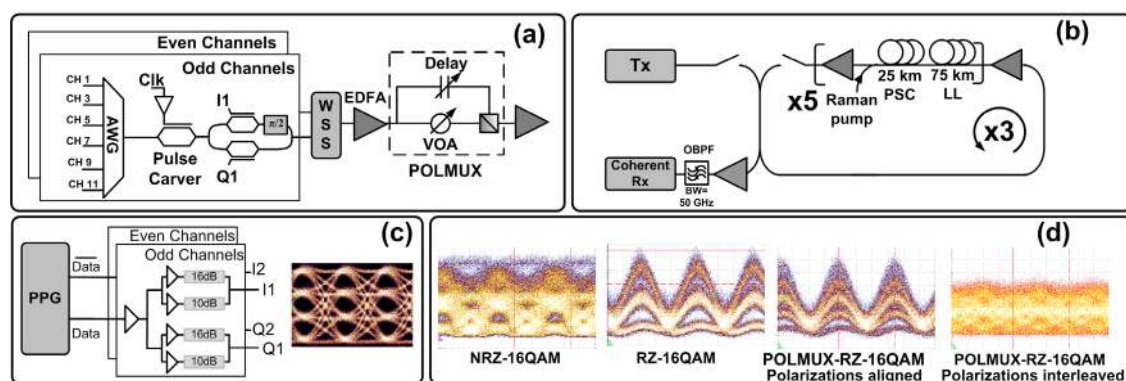 (a)
Even Channels
Odd Channels
CH 1
CH 3
CH 5
CH 7
CH 9
CH 11
AWG
Clk
Pulse
Carver
I1
π/2
Q1
WSS
EDFA
Delay
VOA
POLMUX
(b)
Tx
x5
Raman
pump
25 km
PSC
75 km
LL
x3
Coherent
Rx
OBPF
BW=
50 GHz
(c)
Even Channels
Odd Channels
PPG
Data
Data
16dB
10dB
16dB
10dB
I2
I1
Q2
Q1
(d)
NRZ-16QAM
RZ-16QAM
POLMUX-RZ-16QAM
Polarizations aligned
POLMUX-RZ-16QAM
Polarizations interleaved